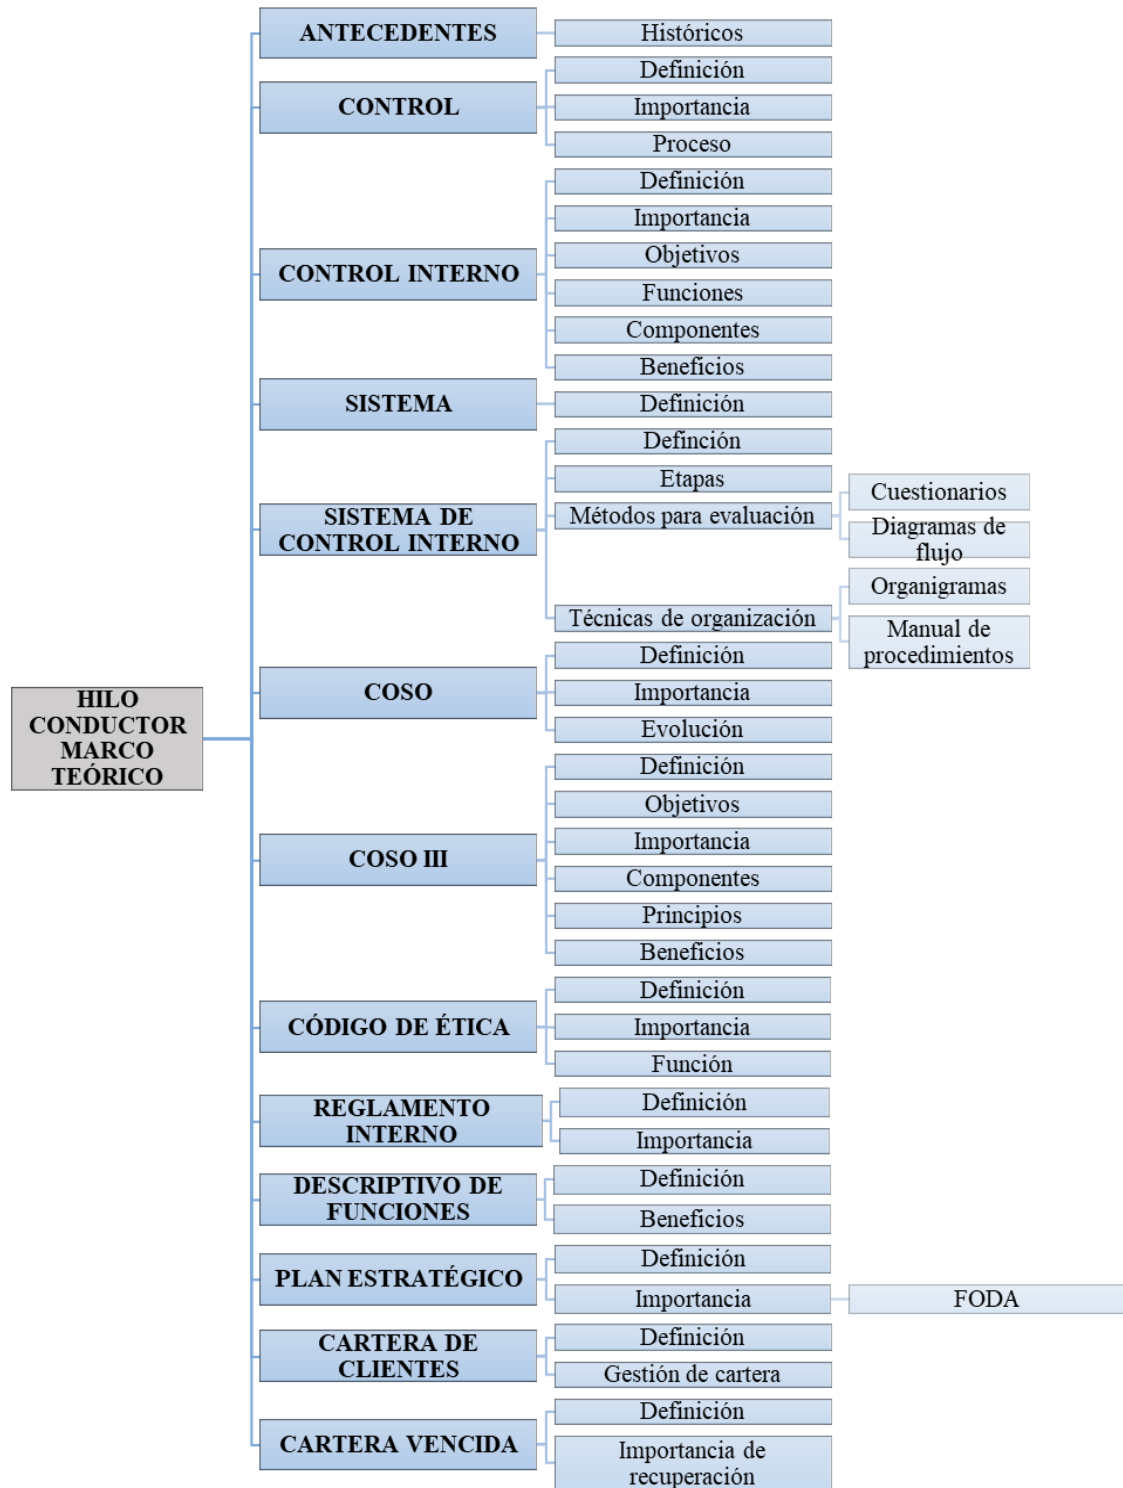 HILO
CONDUCTOR
MARCO
TEÓRICO
ANTECEDENTES
Históricos
CONTROL
Definición
Importancia
Proceso
CONTROL INTERNO
Definición
Importancia
Objetivos
Funciones
Componentes
Beneficios
SISTEMA
Definición
SISTEMA DE
CONTROL INTERNO
Definción
Etapas
Métodos para evaluación
Cuestionarios
Diagramas de
flujo
Técnicas de organización
Organigramas
Manual de
procedimientos
COSO
Definición
Importancia
Evolución
COSO III
Definición
Objetivos
Importancia
Componentes
Principios
Beneficios
CÓDIGO DE ÉTICA
Definición
Importancia
Función
REGLAMENTO
INTERNO
Definición
Importancia
DESCRIPTIVO DE
FUNCIONES
Definición
Beneficios
PLAN ESTRATÉGICO
Definición
Importancia
FODA
CARTERA DE
CLIENTES
Definición
Gestión de cartera
CARTERA VENCIDA
Definición
Importancia de
recuperación